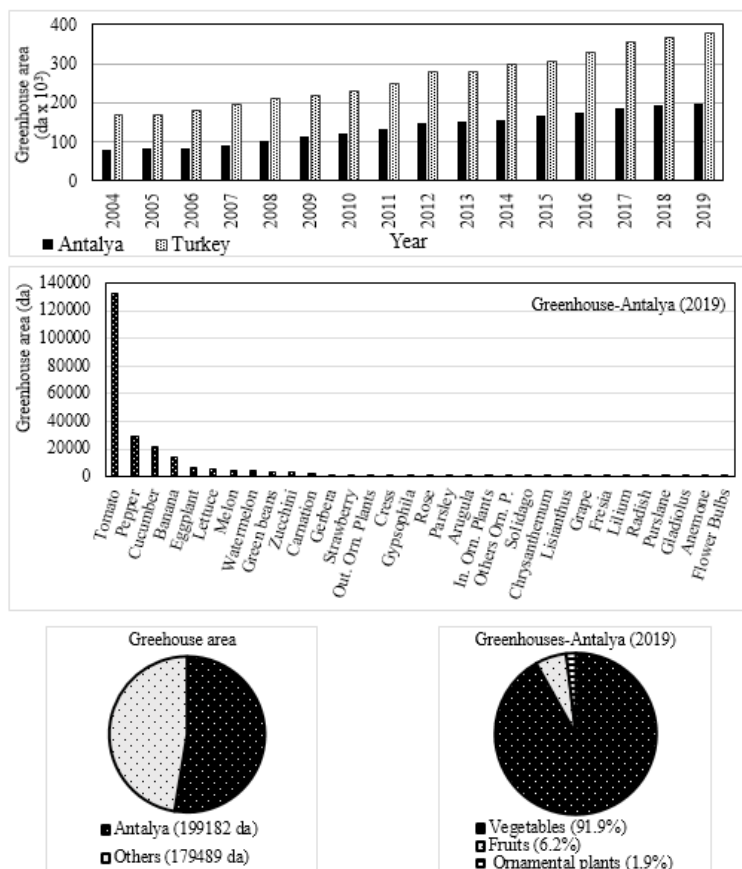 Greenhouse area
(da x 10³)
400
300
200
100
0
2004 2005 2006 2007 2008 2009 2010 2011 2012 2013 2014 2015 2016 2017 2018 2019
Antalya Turkey Year
Greenhouse area (da)
140000
120000
100000
80000
60000
40000
20000
0
Greenhouse-Antalya (2019)
Tomato
Pepper
Cucumber
Banana
Eggplant
Lettuce
Melon
Watermelon
Green beans
Zucchini
Carnation
Gerbera
Strawberry
Out. Orn. Plants
Cress
Gypsophila
Rose
Parsley
Arugula
In. Orn. Plants
Others Orn. P.
Solidago
Chrysanthemum
Lisianthus
Grape
Fresia
Lilium
Radish
Purslane
Gladiolus
Anemone
Flower Bulbs
Greehouse area
Antalya (199182 da)
Others (179489 da)
Greenhouses-Antalya (2019)
Vegetables (91.9%)
Fruits (6.2%)
Ornamental plants (1.9%)